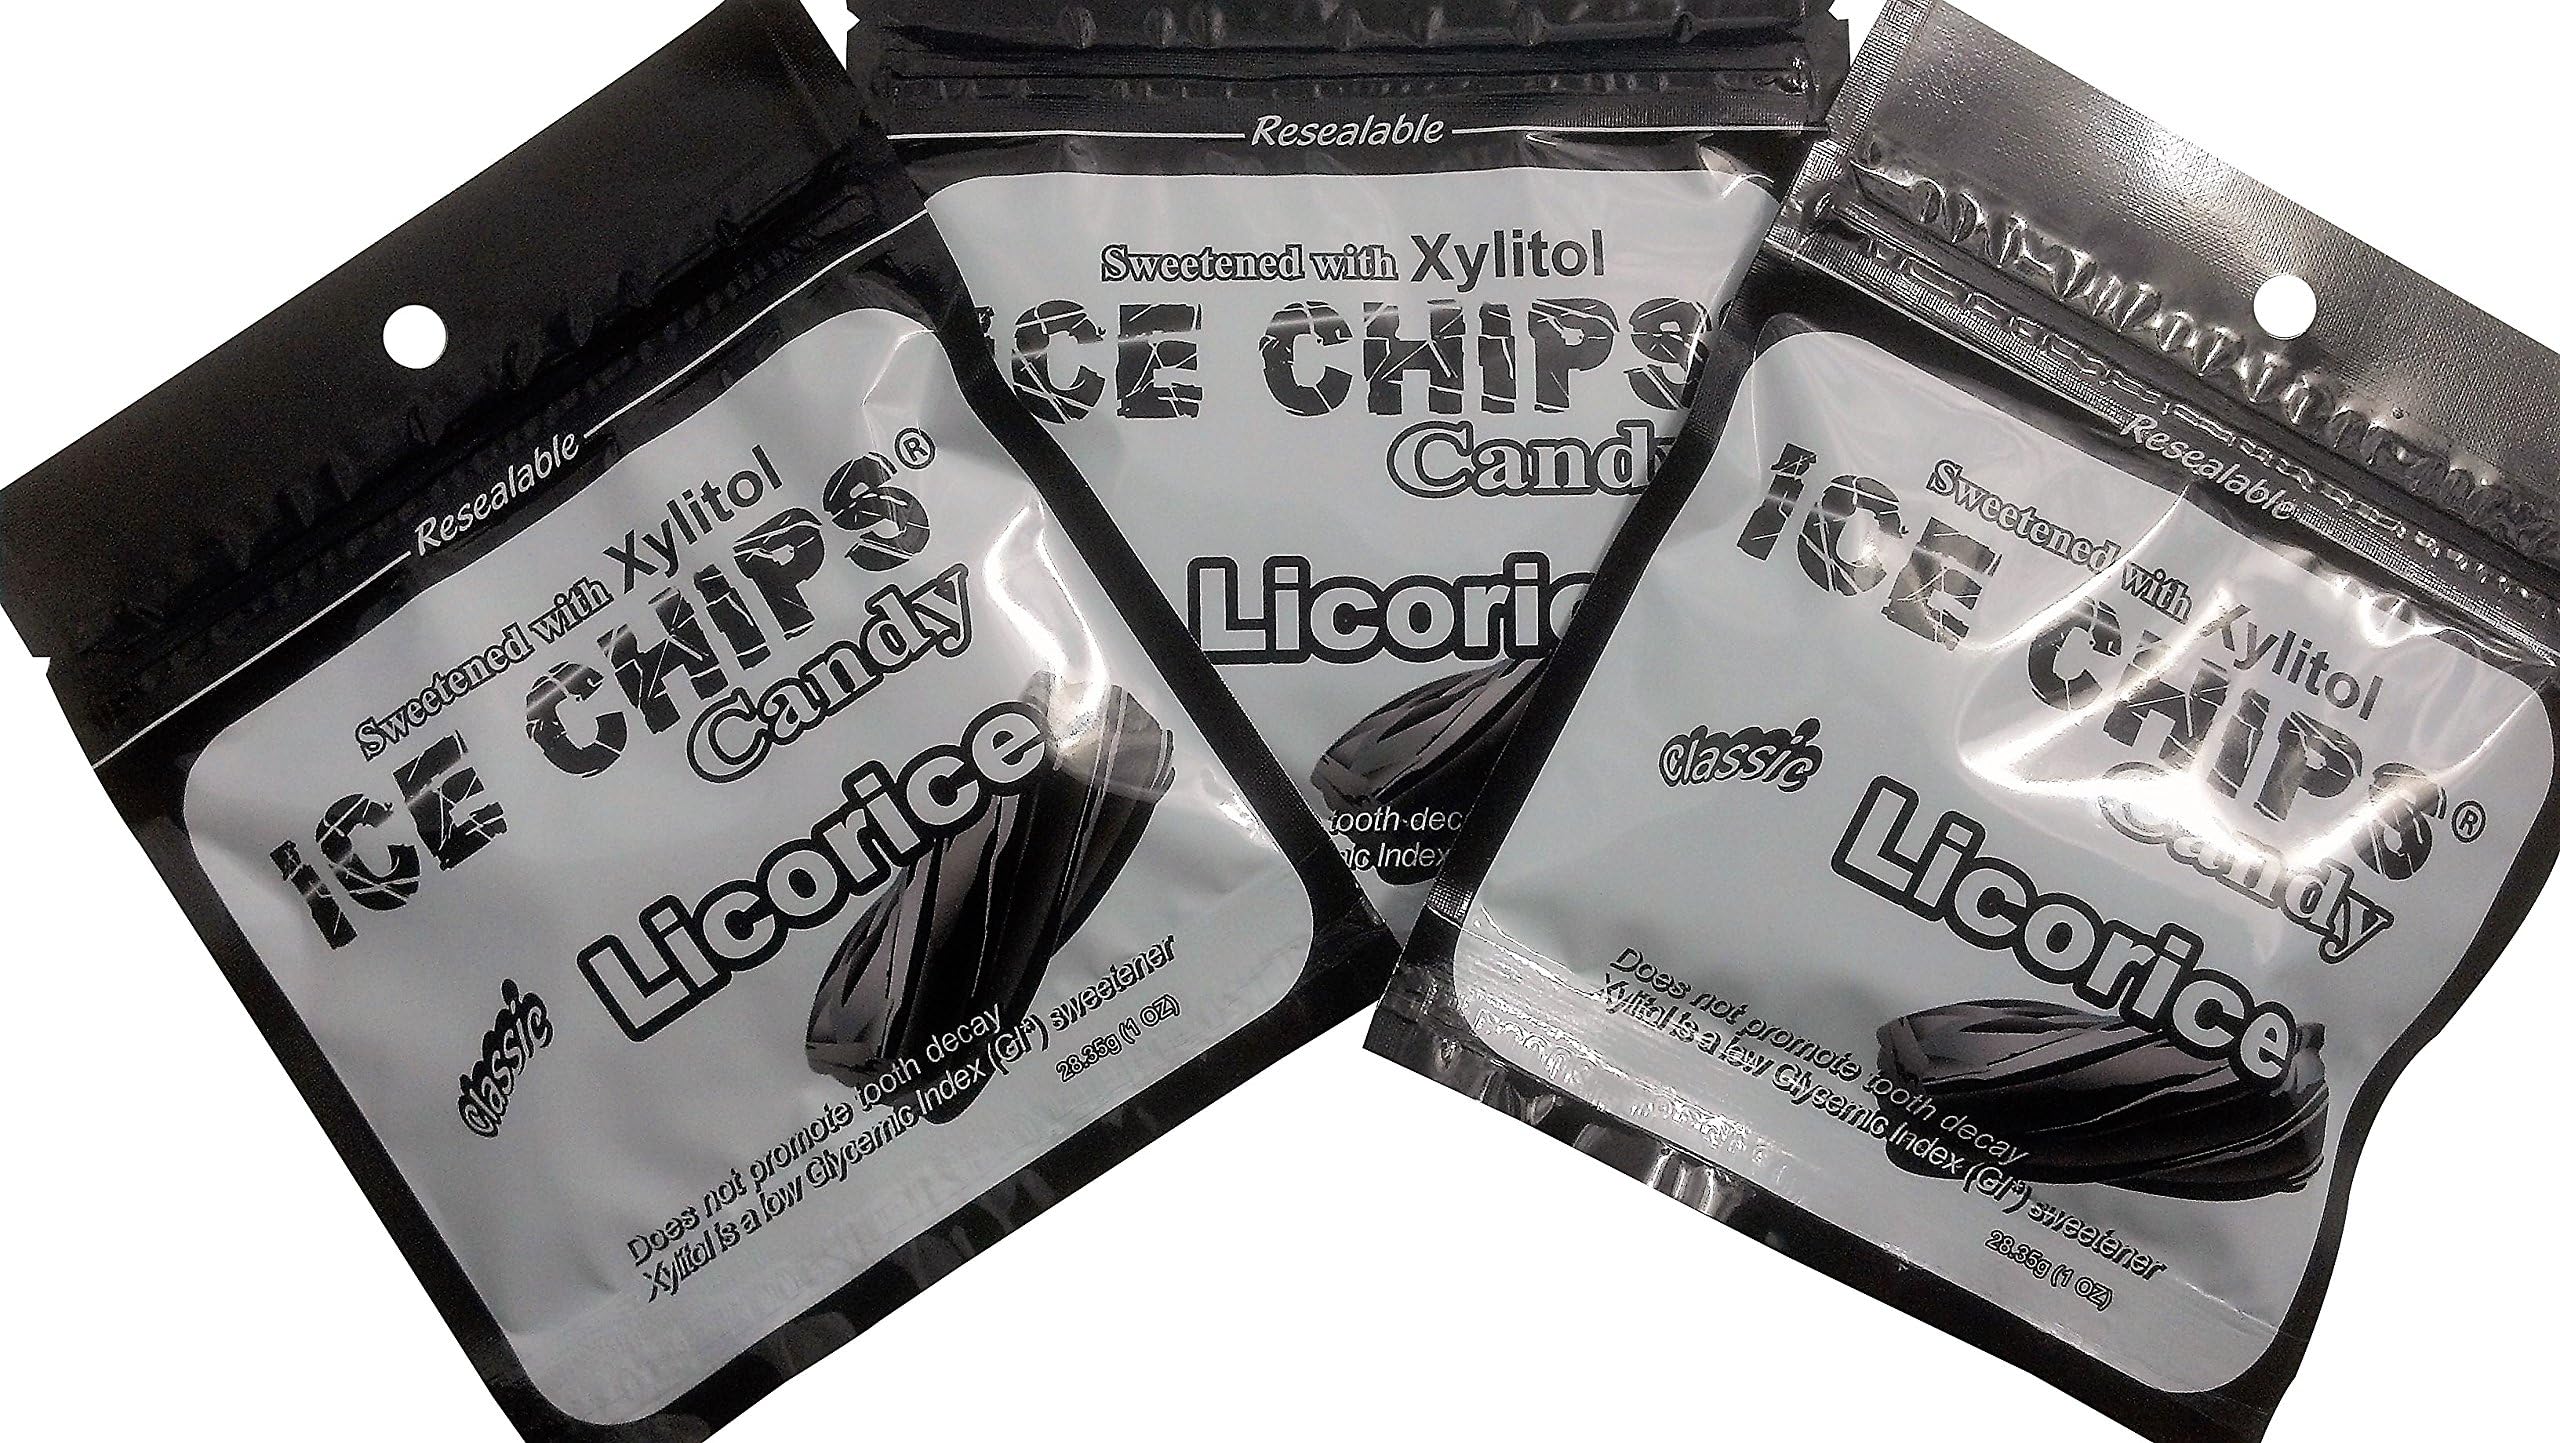 Resealable
Sweetened with Xylitol
ICE CHIPS®
Candy
Classic
Licorice
Does not promote tooth decay
Xylitol is a low Glycemic Index (GI*) sweetener
28.35g (1 OZ)
Resealable
Sweetened with Xylitol
ICE CHIPS
Candy
Licorice
tooth decay
Index
Resealable
Sweetened with Xylitol
ICE CHIPS®
Candy
Classic
Licorice
Does not promote tooth decay
Xylitol is a low Glycemic Index (GI*) sweetener
28.35g (1 OZ)